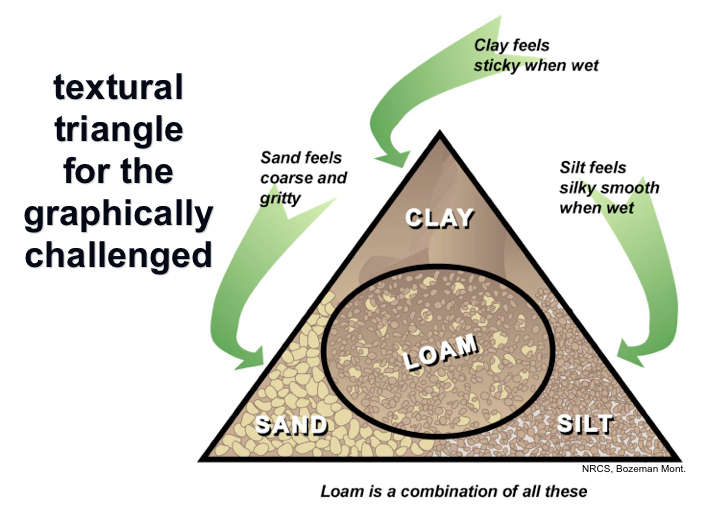 textural
triangle
for the
graphically
challenged
Clay feels
sticky when wet
Sand feels
coarse and
gritty
Silt feels
silky smooth
when wet
CLAY
LOAM
SAND
SILT
NRCS, Bozeman Mont.
Loam is a combination of all these